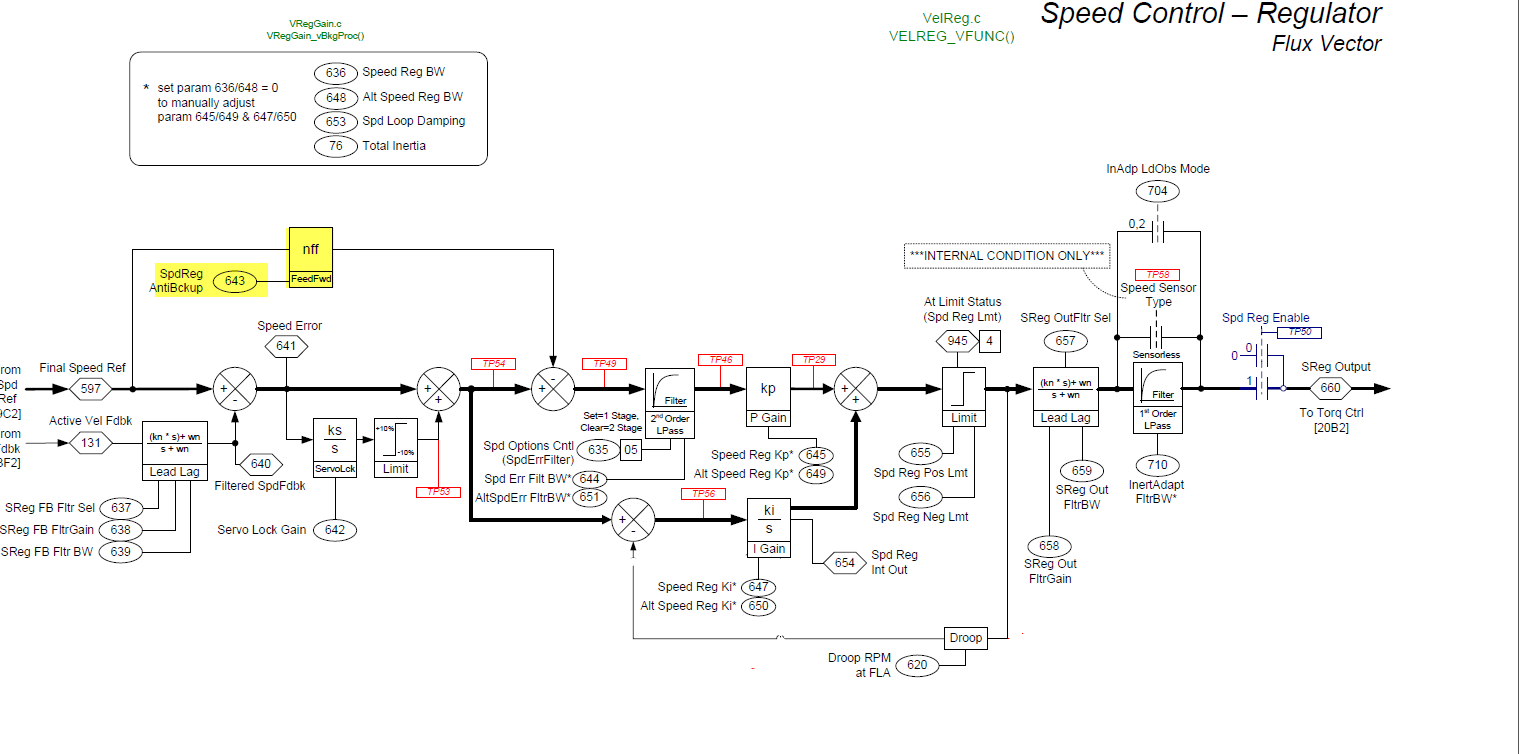 Speed Control – Regulator
Flux Vector
VRegGain.c
VRegGain_vBkgProc()
VelReg.c
VELREG_VFUNC()
* set param 636/648 = 0
to manually adjust
param 645/649 & 647/650
636 Speed Reg BW
648 Alt Speed Reg BW
653 Spd Loop Damping
76 Total Inertia
InAdp LdObs Mode
704
0,2
***INTERNAL CONDITION ONLY***
TP58
Speed Sensor
Type
Sensorless
nff
FeedFwd
SpdReg
AntiBckup
643
Speed Error
641
At Limit Status
(Spd Reg Lmt)
945 4
SReg OutFltr Sel
657
Spd Reg Enable
TP50
0
0
1
rom
Spd
Ref
9C2]
Final Speed Ref
597
+
-
TP54
+
+
TP49
-
+
Filter
2nd Order
LPass
TP46
kp
P Gain
TP29
+
+
Limit
(kn * s)+ wn
s + wn
Lead Lag
Filter
1st Order
LPass
SReg Output
660
To Torq Ctrl
[20B2]
Active Vel Fdbk
131
rom
dbk
3F2]
(kn * s)+ wn
s + wn
Lead Lag
ks
s
ServoLck
+10%
-10%
Limit
TP53
640
Filtered SpdFdbk
Set=1 Stage,
Clear=2 Stage
Spd Options Cntl
(SpdErrFilter)
635 05
Spd Err Filt BW* 644
AltSpdErr FltrBW* 651
Speed Reg Kp* 645
Alt Speed Reg Kp* 649
655
Spd Reg Pos Lmt
656
Spd Reg Neg Lmt
659
SReg Out
FltrBW
710
InertAdapt
FltrBW*
SReg FB Fltr Sel 637
SReg FB FltrGain 638
SReg FB Fltr BW 639
Servo Lock Gain 642
+
-
TP56
ki
s
I Gain
654
Spd Reg
Int Out
658
SReg Out
FltrGain
Speed Reg Ki* 647
Alt Speed Reg Ki* 650
Droop
Droop RPM
at FLA
620